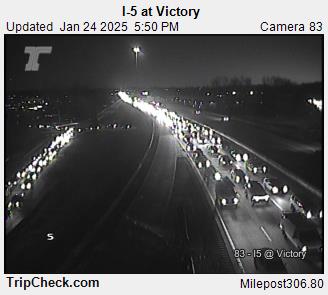 I-5 at Victory
Updated Jan 24 2025 5:50 PM Camera 83
T
S
83 - I5 @ Victory
TripCheck.com Milepost306.80